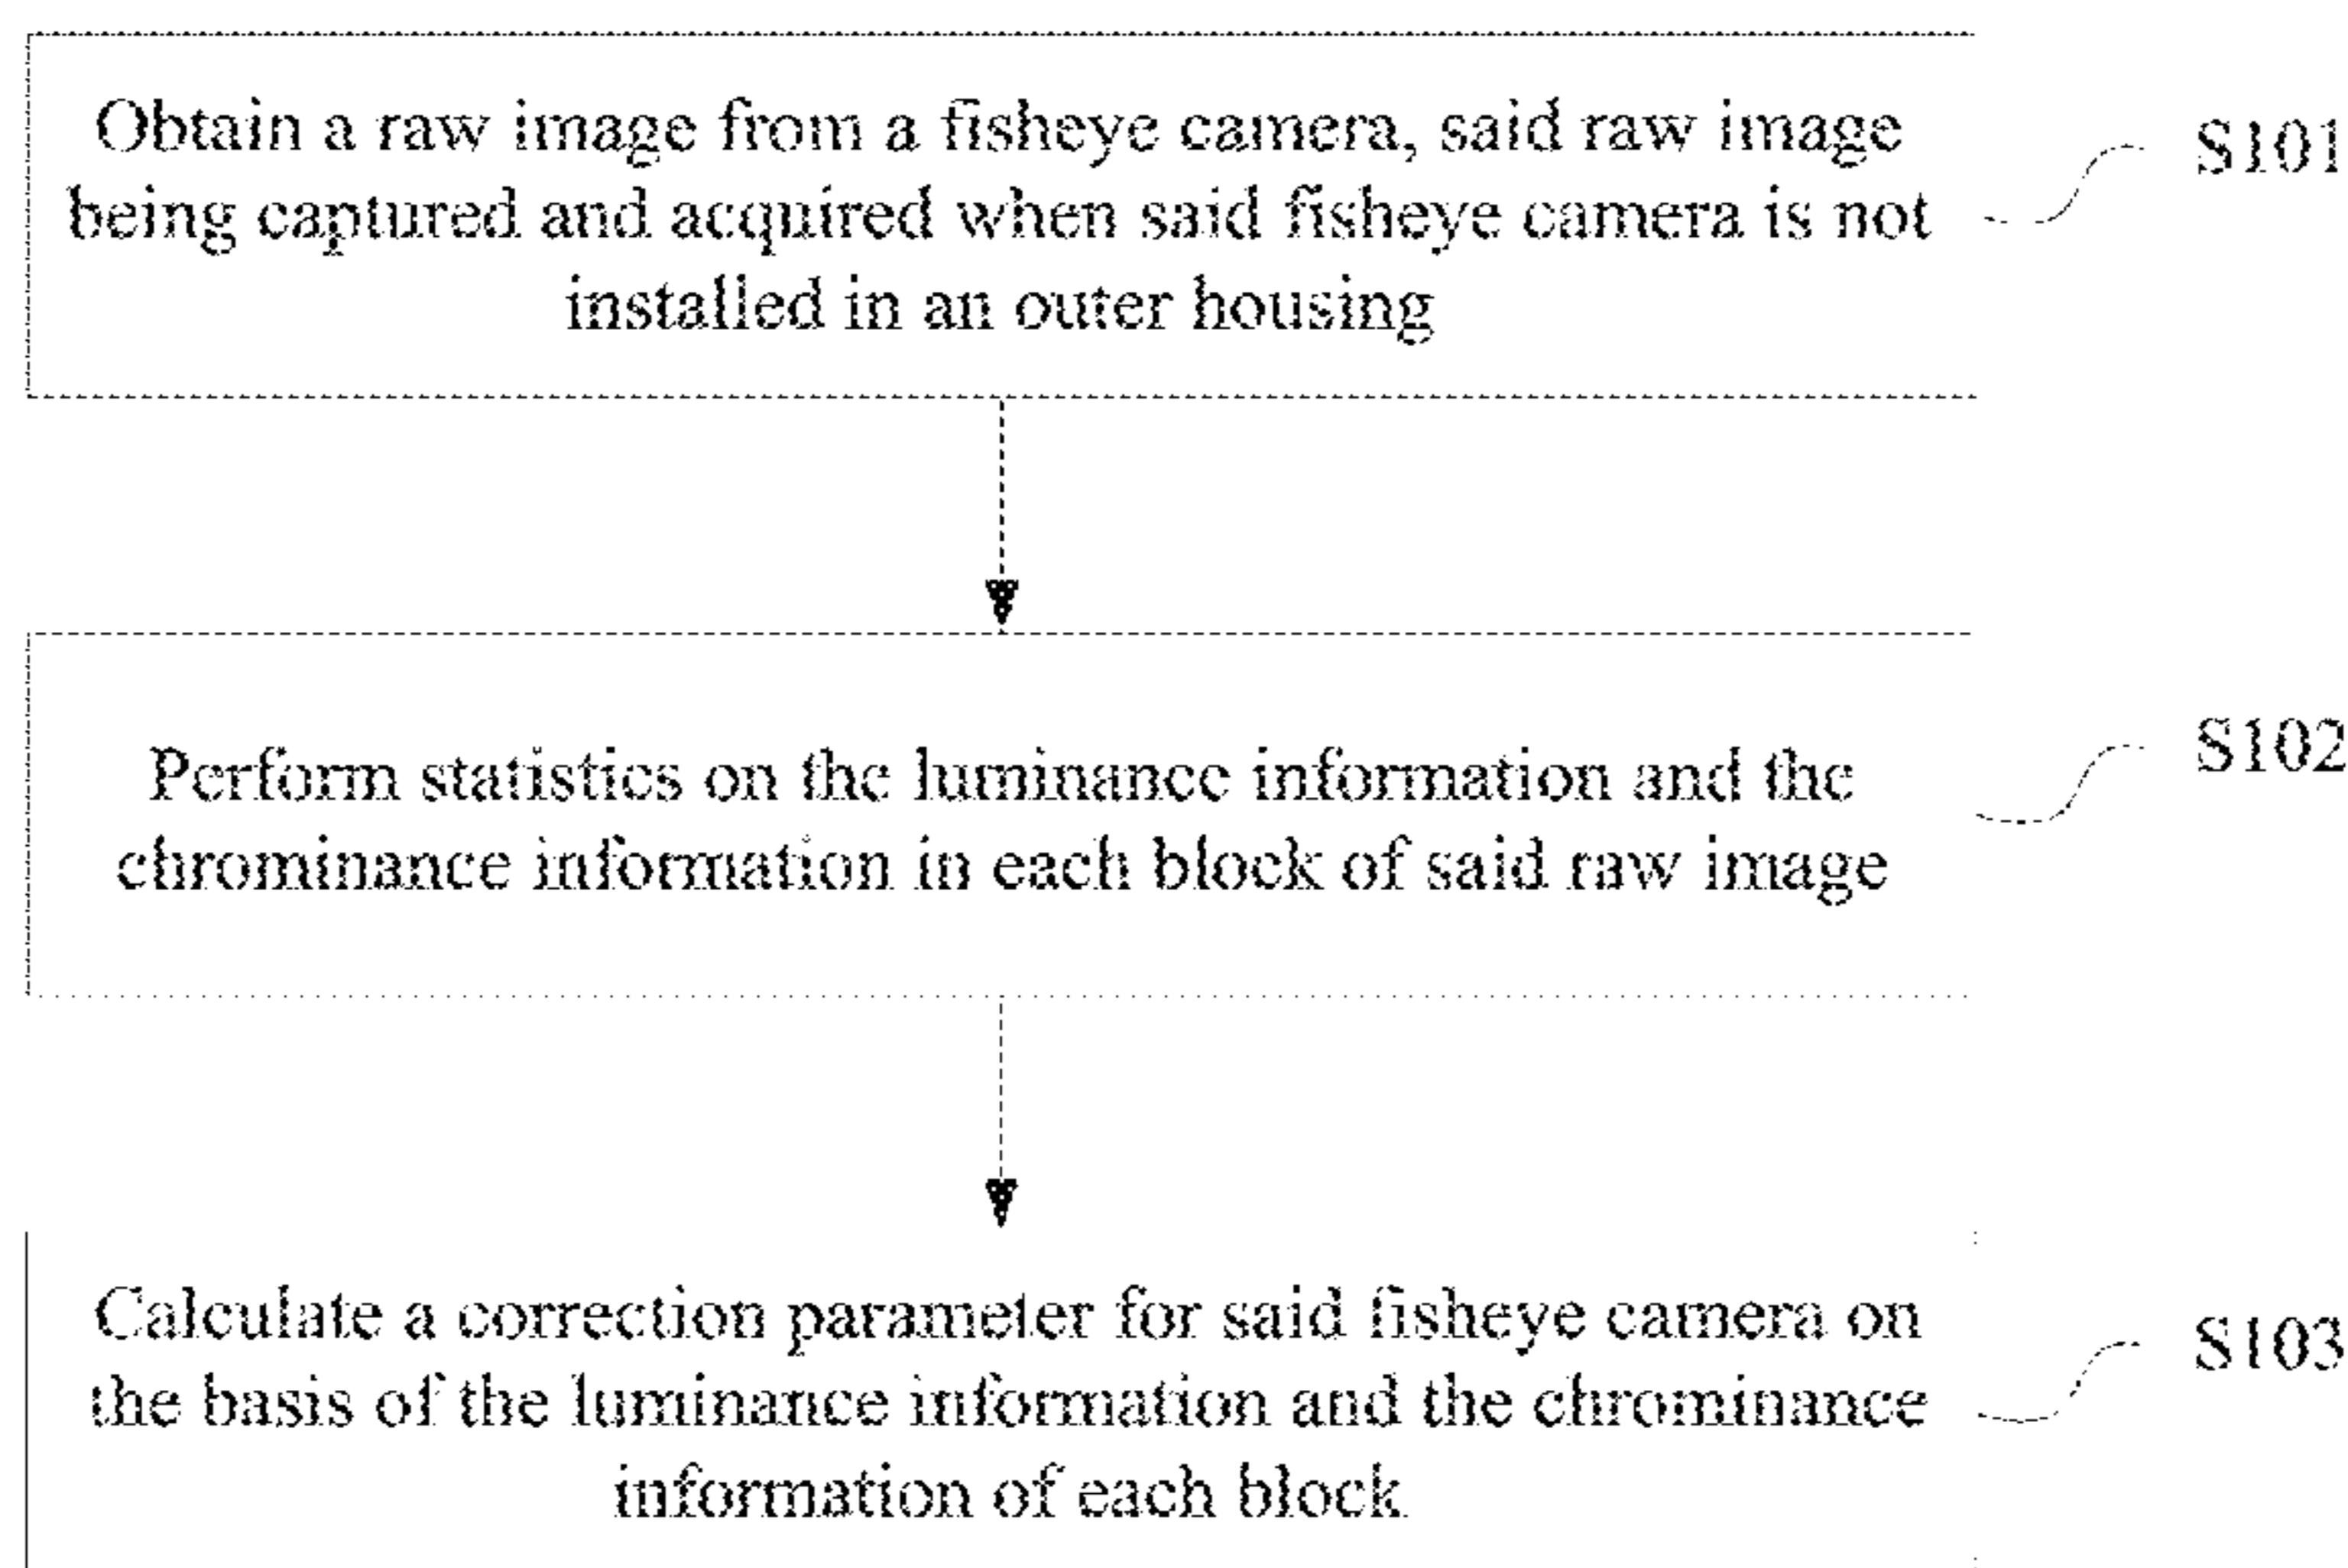 Obtain a raw image from a fisheye camera, said raw image
being captured and acquired when said fisheye camera is not
installed in an outer housing
S101
Perform statistics on the luminance information and the
chrominance information in each block of said raw image
S102
Calculate a correction parameter for said fisheye camera on
the basis of the luminance information and the chrominance
information of each block
S103